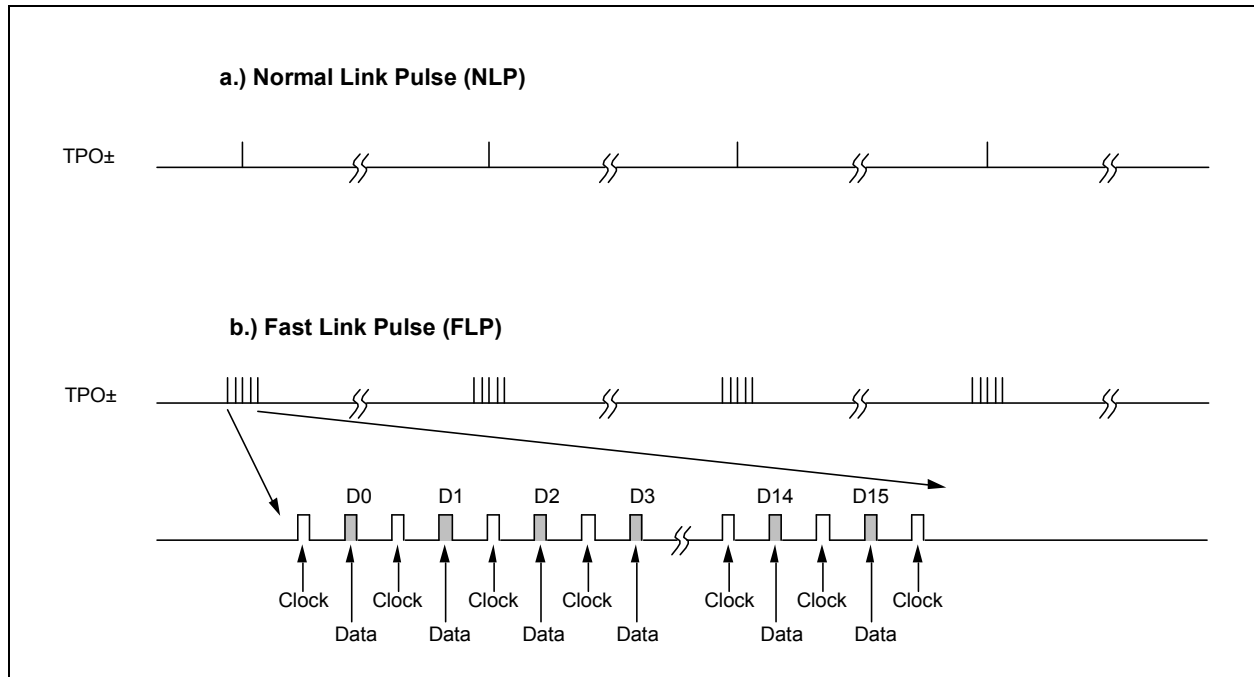 a.) Normal Link Pulse (NLP)
TPO±
b.) Fast Link Pulse (FLP)
TPO±
D0 D1 D2 D3 D14 D15
Clock Clock Clock Clock Clock Clock Clock
Data Data Data Data Data Data